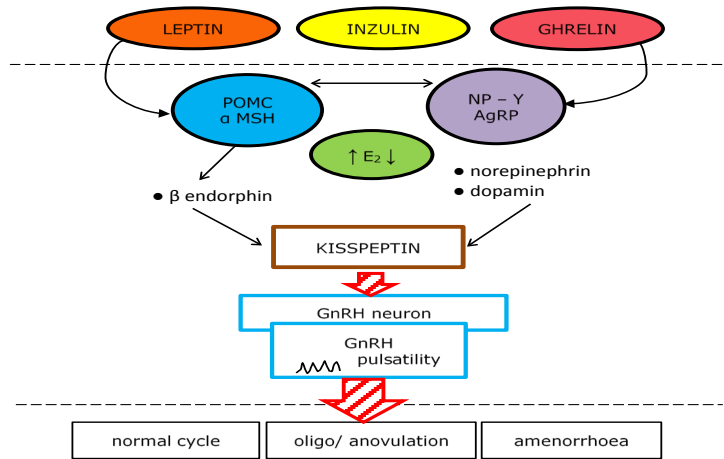 LEPTIN
INZULIN
GHRELIN
POMC
α MSH
NP – Y
AgRP
↑ E₂ ↓
● norepinephrin
● dopamin
● β endorphin
KISSPEPTIN
GnRH neuron
GnRH
pulsatility
normal cycle
oligo/ anovulation
amenorrhoea